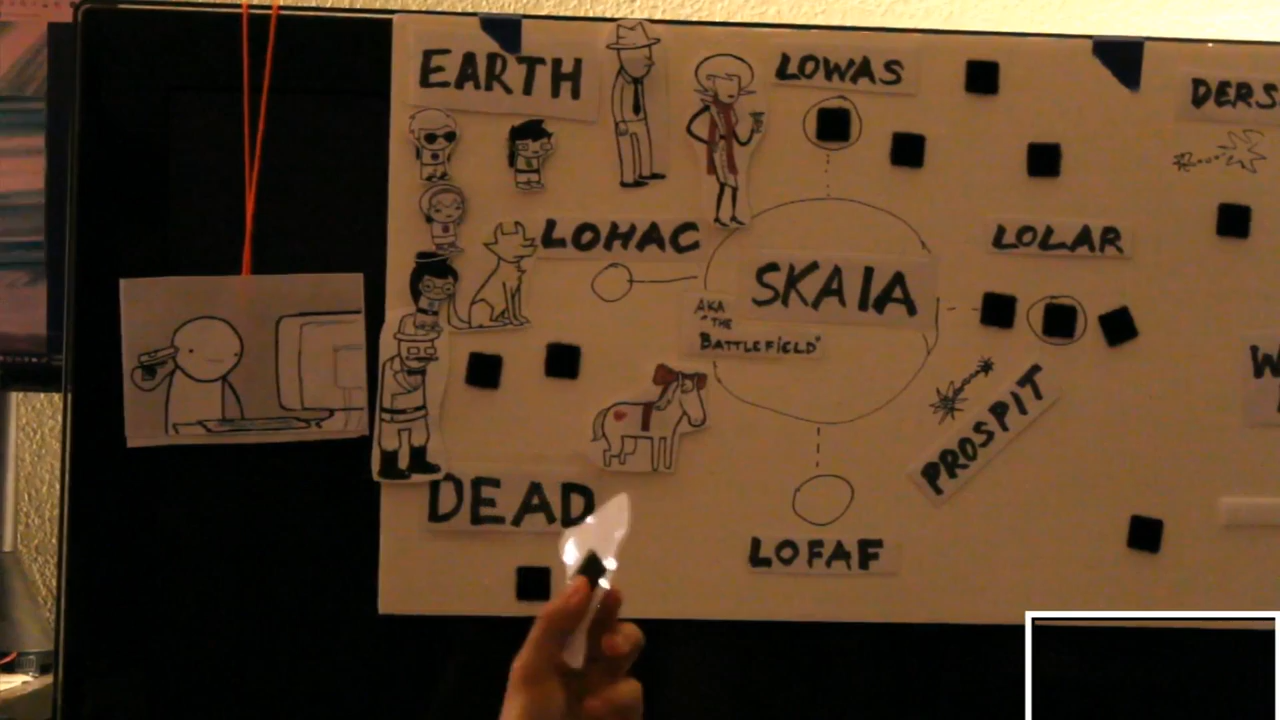 EARTH
LOWAS
DERS
LOHAC
LOLAR
SKAIA
AKA
"THE
BATTLEFIELD"
PROSPIT
DEAD
LOFAF